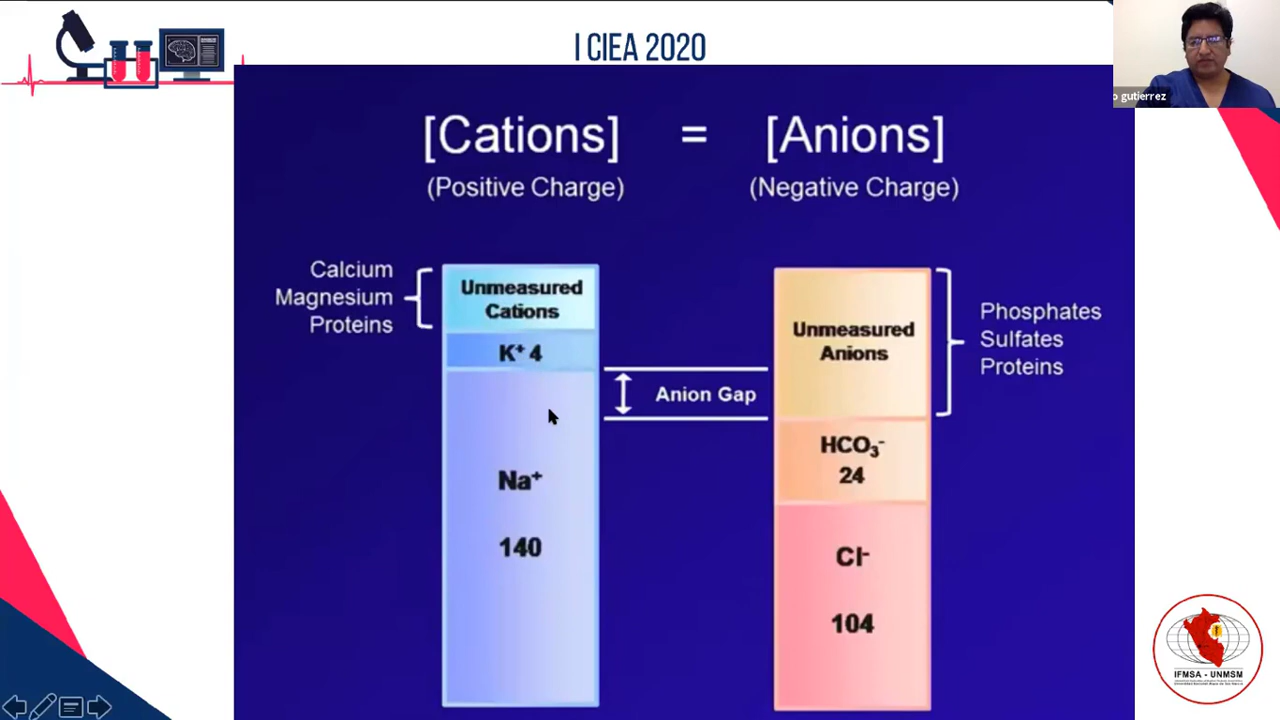 I CIEA 2020
o gutierrez
[Cations] = [Anions]
(Positive Charge) (Negative Charge)
Calcium
Magnesium
Proteins
Unmeasured
Cations
K⁺ 4
Na⁺
140
Anion Gap
Unmeasured
Anions
HCO₃⁻
24
Cl⁻
104
Phosphates
Sulfates
Proteins
IFMSA - UNMSM